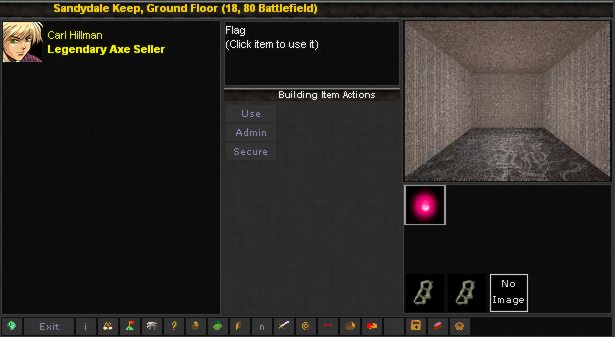 Sandydale Keep, Ground Floor (18, 80 Battlefield)
Carl Hillman
Legendary Axe Seller
Flag
(Click item to use it)
Building Item Actions
Use
Admin
Secure
No
Image
Exit
i
?
n